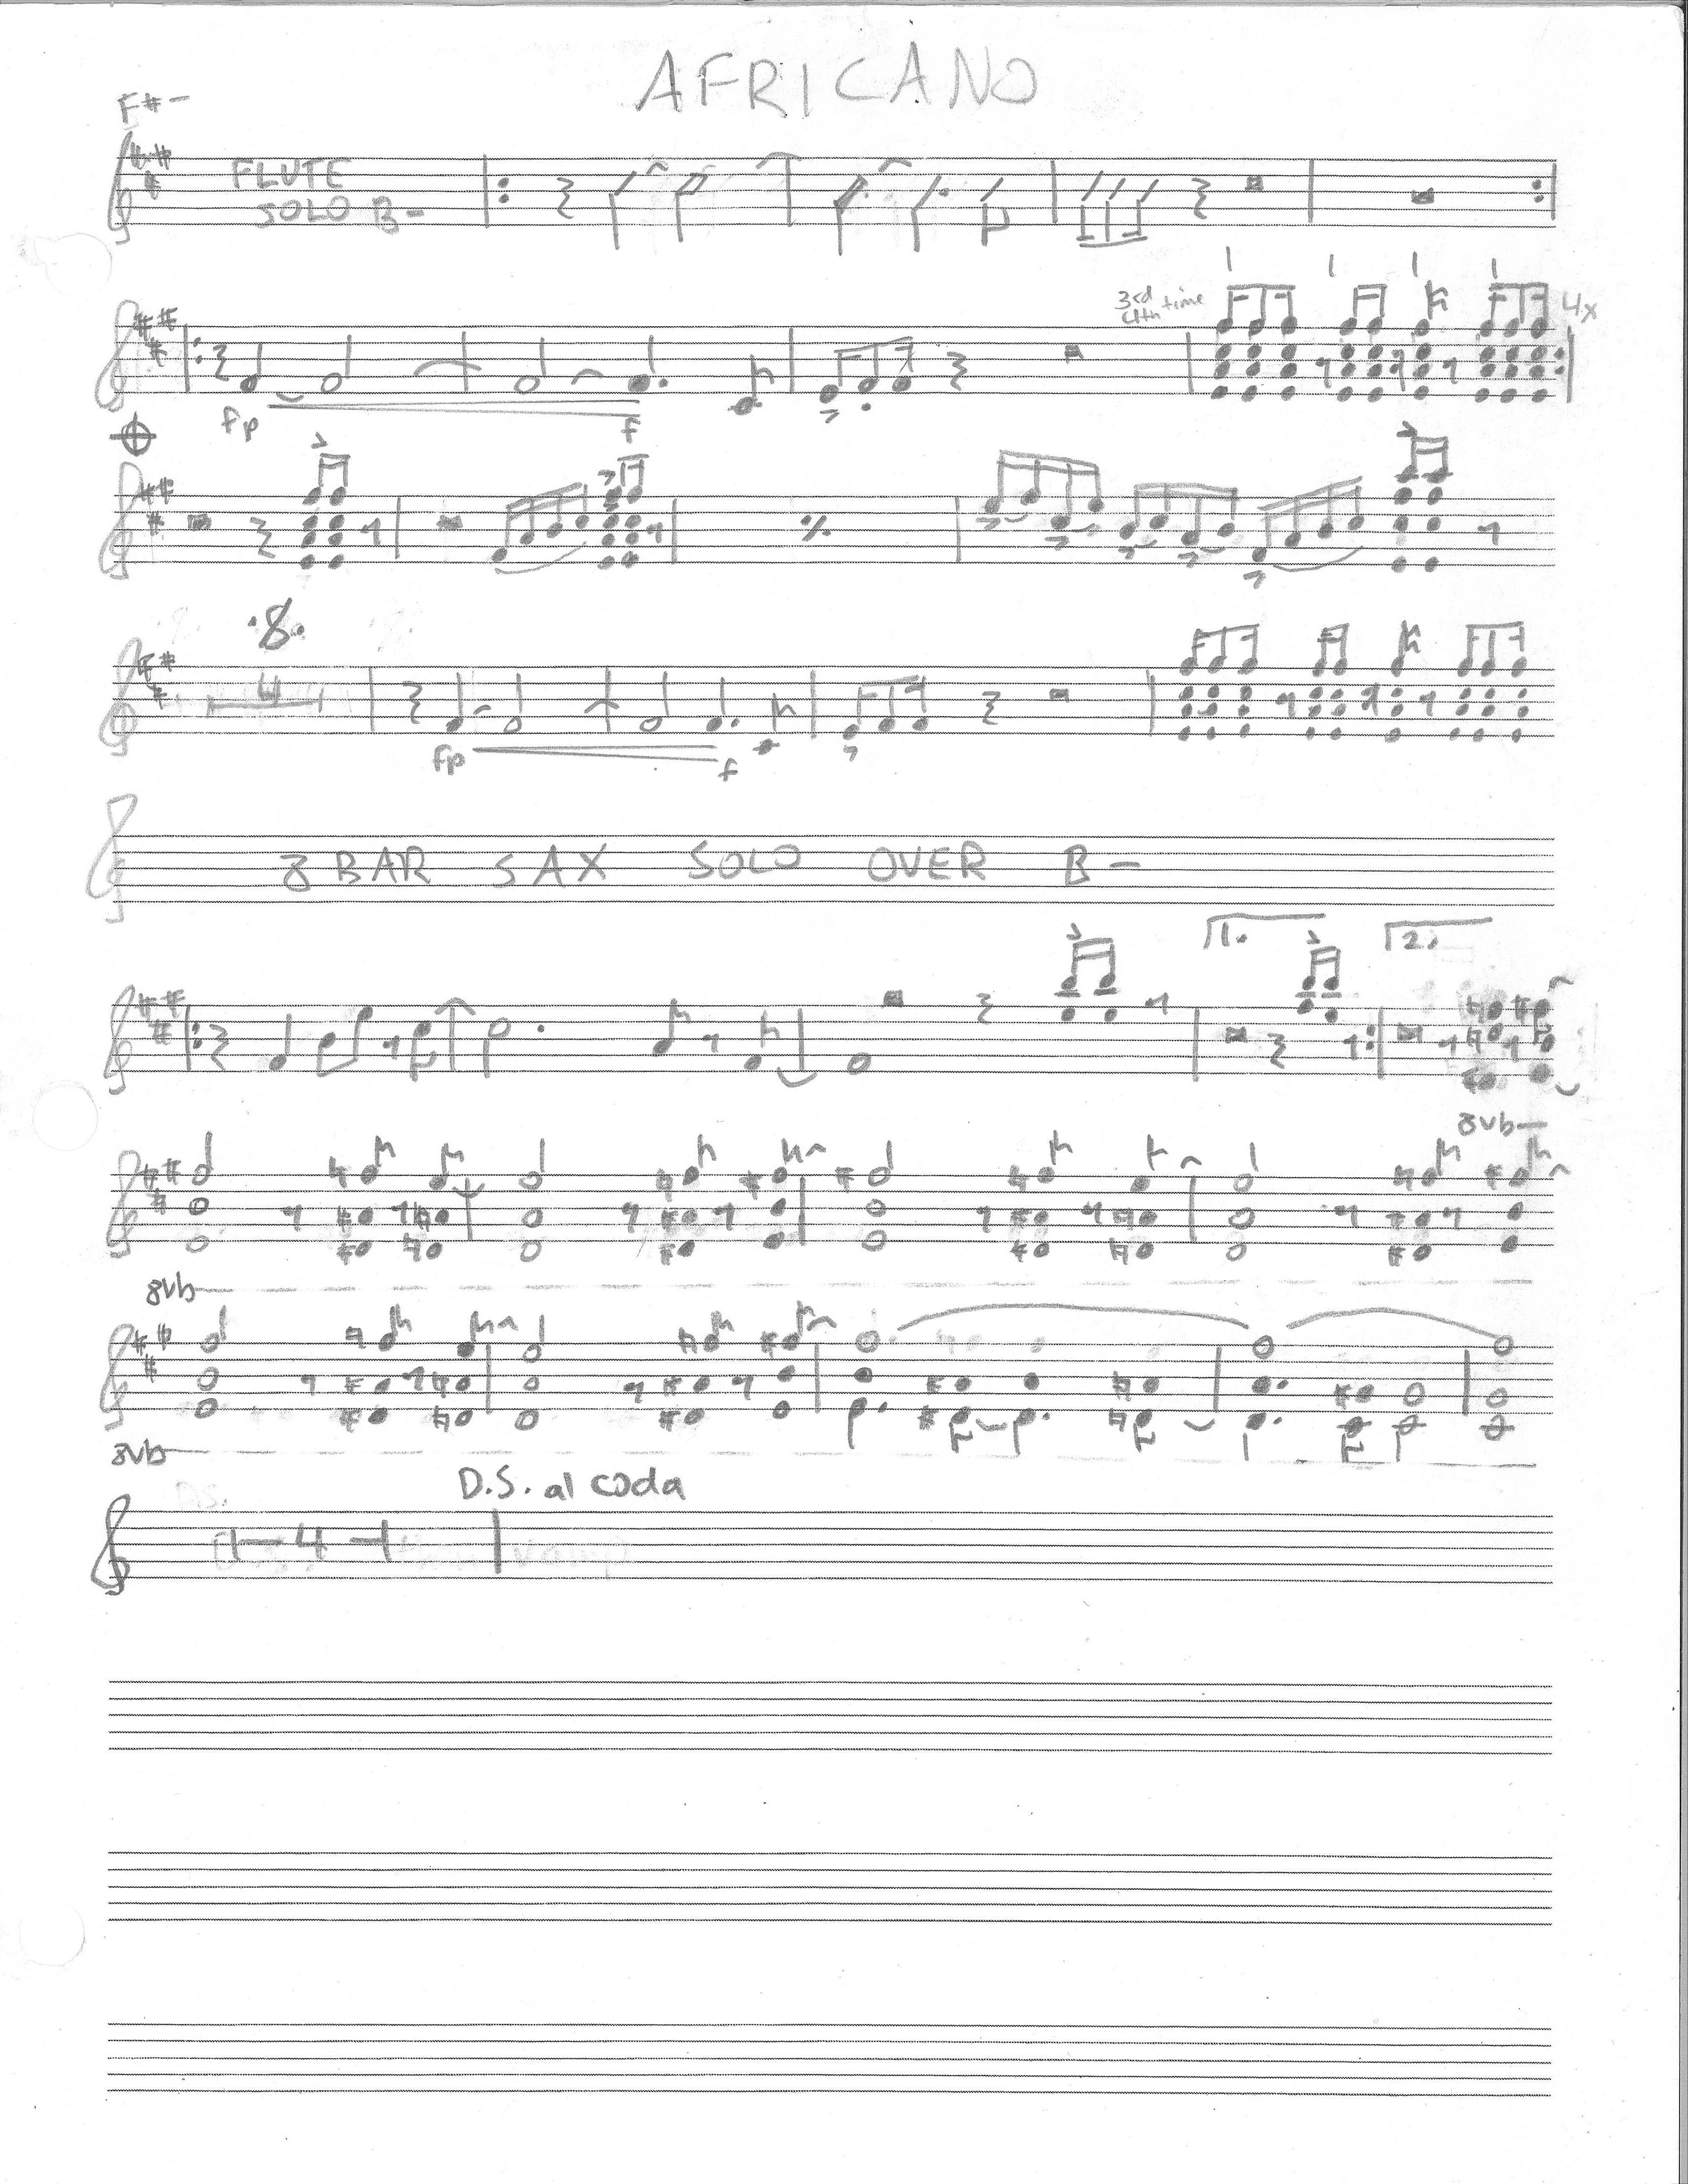 AFRICANO
F#-
FLUTE
SOLO B-
3rd
4th time
4x
fp f
4
fp f
8 BAR SAX SOLO OVER B-
1. 2.
8vb
8vb
8vb
D.S. al coda
4